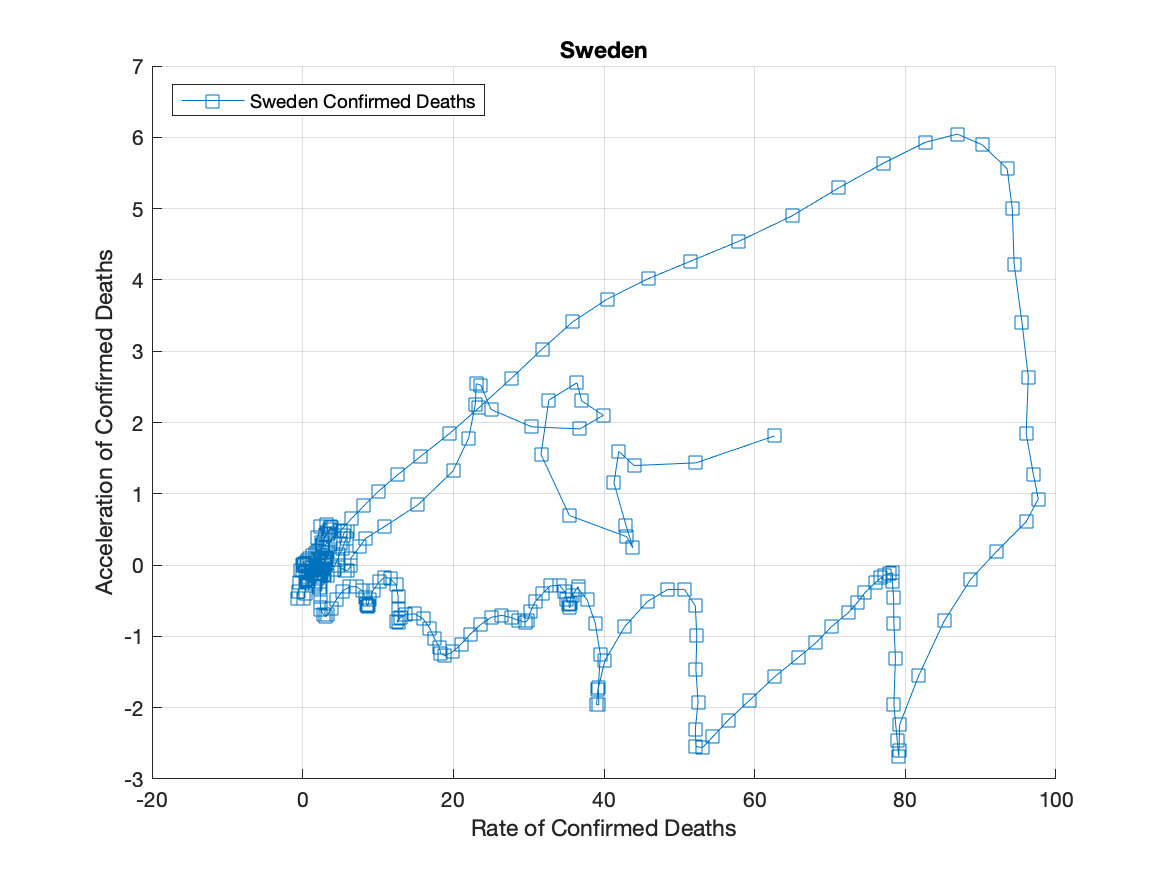 Sweden
7
Sweden Confirmed Deaths
6
5
4
3
2
1
0
-1
-2
-3
Acceleration of Confirmed Deaths
-20 0 20 40 60 80 100
Rate of Confirmed Deaths